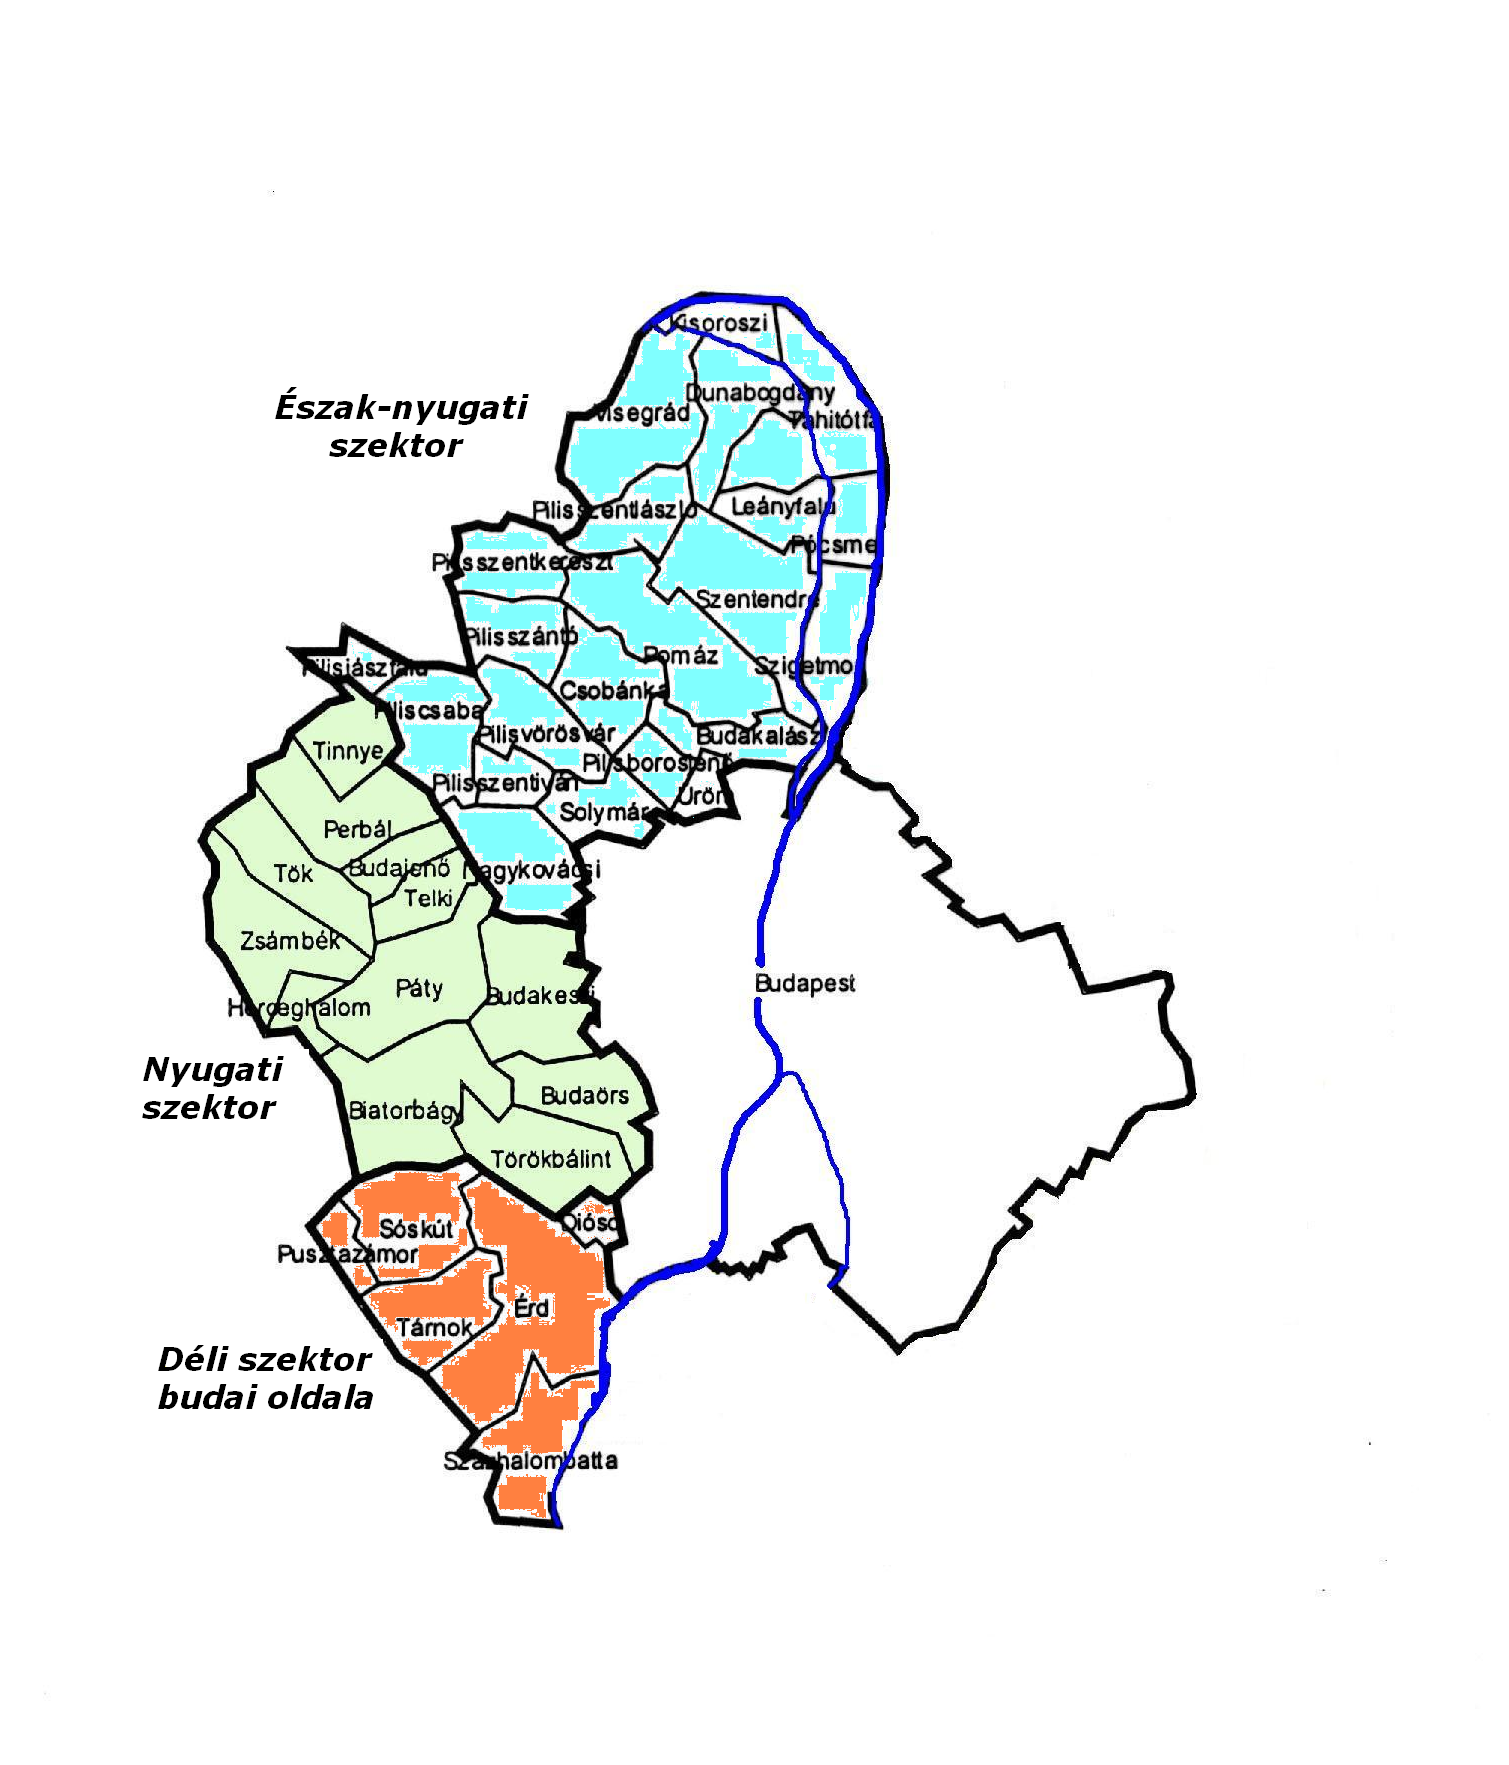 Kisoroszi
Dunabogdány
Visegrád
Tahitótfa
Észak-nyugati
szektor
Pilisszentlászló
Leányfalu
Pócsme
Pilisszentkereszt
Szentendre
Pilisszántó
Pomáz
Szigetmo
Pilisjászfalu
Csobánka
Piliscsaba
Pilisvörösvár
Budakalász
Tinnye
Pilisborosjenő
Pilisszentiván
Üröm
Solymár
Perbál
Budajenő
Nagykovácsi
Tök
Telki
Zsámbék
Páty
Budakeszi
Budapest
Herceghalom
Nyugati
szektor
Budaörs
Biatorbágy
Törökbálint
Diósd
Sóskút
Pusztazámor
Érd
Tárnok
Déli szektor
budai oldala
Százhalombatta